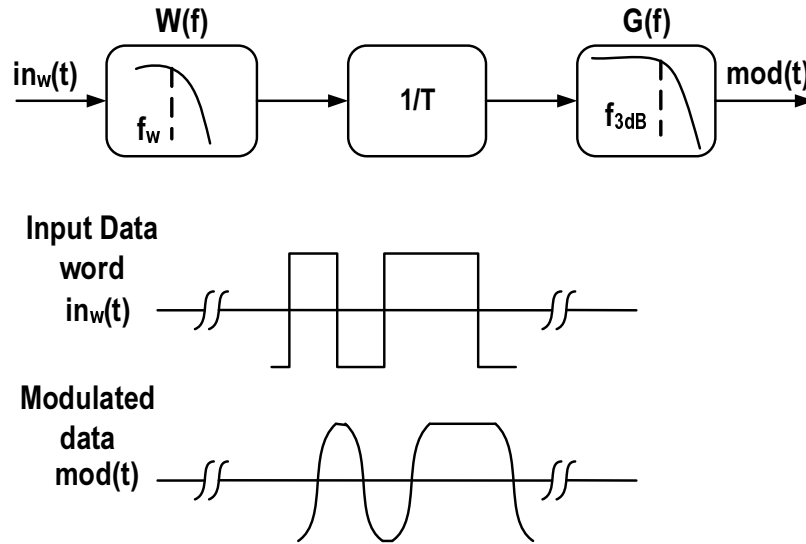 W(f)
G(f)
inw(t)
fw
1/T
f3dB
mod(t)
Input Data
word
inw(t)
Modulated
data
mod(t)